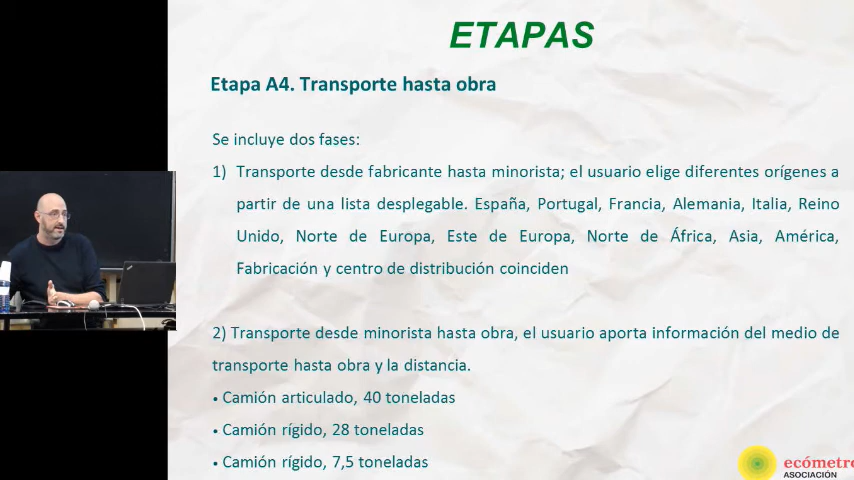 ETAPAS
Etapa A4. Transporte hasta obra
Se incluye dos fases:
1) Transporte desde fabricante hasta minorista; el usuario elige diferentes orígenes a
partir de una lista desplegable. España, Portugal, Francia, Alemania, Italia, Reino
Unido, Norte de Europa, Este de Europa, Norte de África, Asia, América,
Fabricación y centro de distribución coinciden
2) Transporte desde minorista hasta obra, el usuario aporta información del medio de
transporte hasta obra y la distancia.
• Camión articulado, 40 toneladas
• Camión rígido, 28 toneladas
• Camión rígido, 7,5 toneladas
ecómetro
ASOCIACIÓN